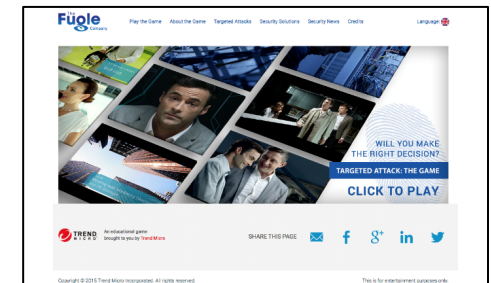 The
Fugle
Company
Play the Game About the Game Targeted Attacks Security Solutions Security News Credits
Language:
WILL YOU MAKE
THE RIGHT DECISION?
TARGETED ATTACK: THE GAME
CLICK TO PLAY
TREND
MICRO
An educational game
brought to you by Trend Micro
SHARE THIS PAGE
f
g+
in
Copyright © 2015 Trend Micro Incorporated. All rights reserved.
This is for entertainment purposes only.